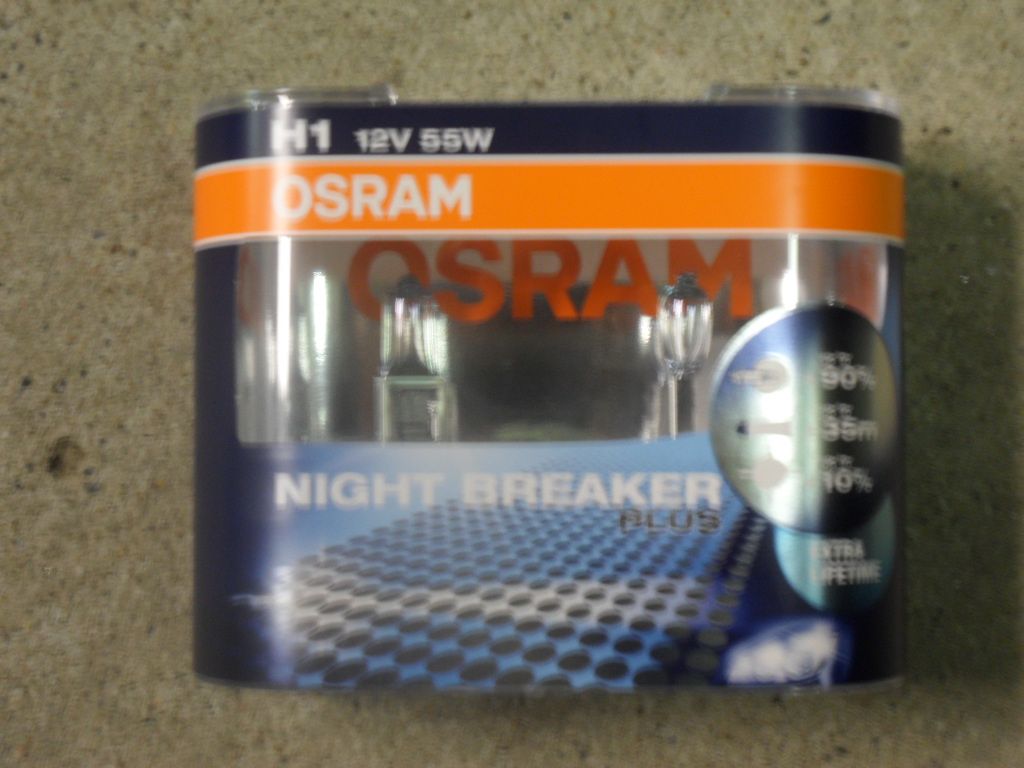 H1 12V 55W
OSRAM
OSRAM
90%
35m
10%
NIGHT BREAKER
PLUS
EXTRA
LIFETIME